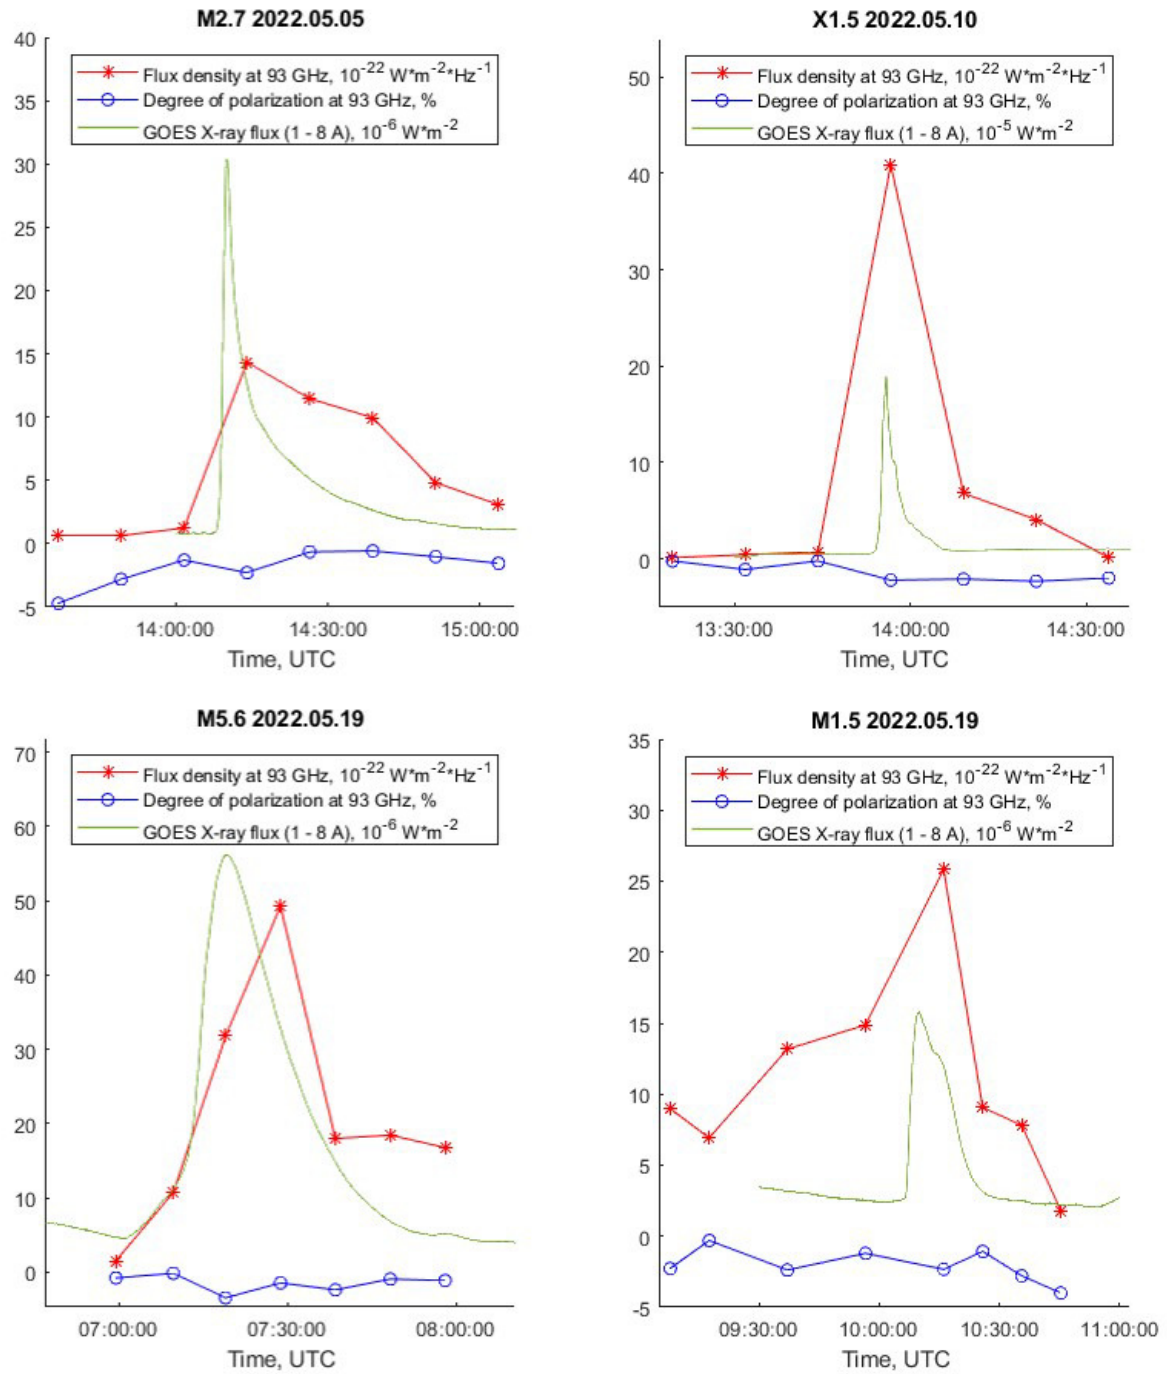 M2.7 2022.05.05
40
35
30
25
20
15
10
5
0
-5
Flux density at 93 GHz, 10^-22 W*m^-2*Hz^-1
Degree of polarization at 93 GHz, %
GOES X-ray flux (1 - 8 A), 10^-6 W*m^-2
14:00:00 14:30:00 15:00:00
Time, UTC
X1.5 2022.05.10
50
40
30
20
10
0
Flux density at 93 GHz, 10^-22 W*m^-2*Hz^-1
Degree of polarization at 93 GHz, %
GOES X-ray flux (1 - 8 A), 10^-5 W*m^-2
13:30:00 14:00:00 14:30:00
Time, UTC
M5.6 2022.05.19
70
60
50
40
30
20
10
0
Flux density at 93 GHz, 10^-22 W*m^-2*Hz^-1
Degree of polarization at 93 GHz, %
GOES X-ray flux (1 - 8 A), 10^-6 W*m^-2
07:00:00 07:30:00 08:00:00
Time, UTC
M1.5 2022.05.19
35
30
25
20
15
10
5
0
-5
Flux density at 93 GHz, 10^-22 W*m^-2*Hz^-1
Degree of polarization at 93 GHz, %
GOES X-ray flux (1 - 8 A), 10^-6 W*m^-2
09:30:00 10:00:00 10:30:00 11:00:00
Time, UTC